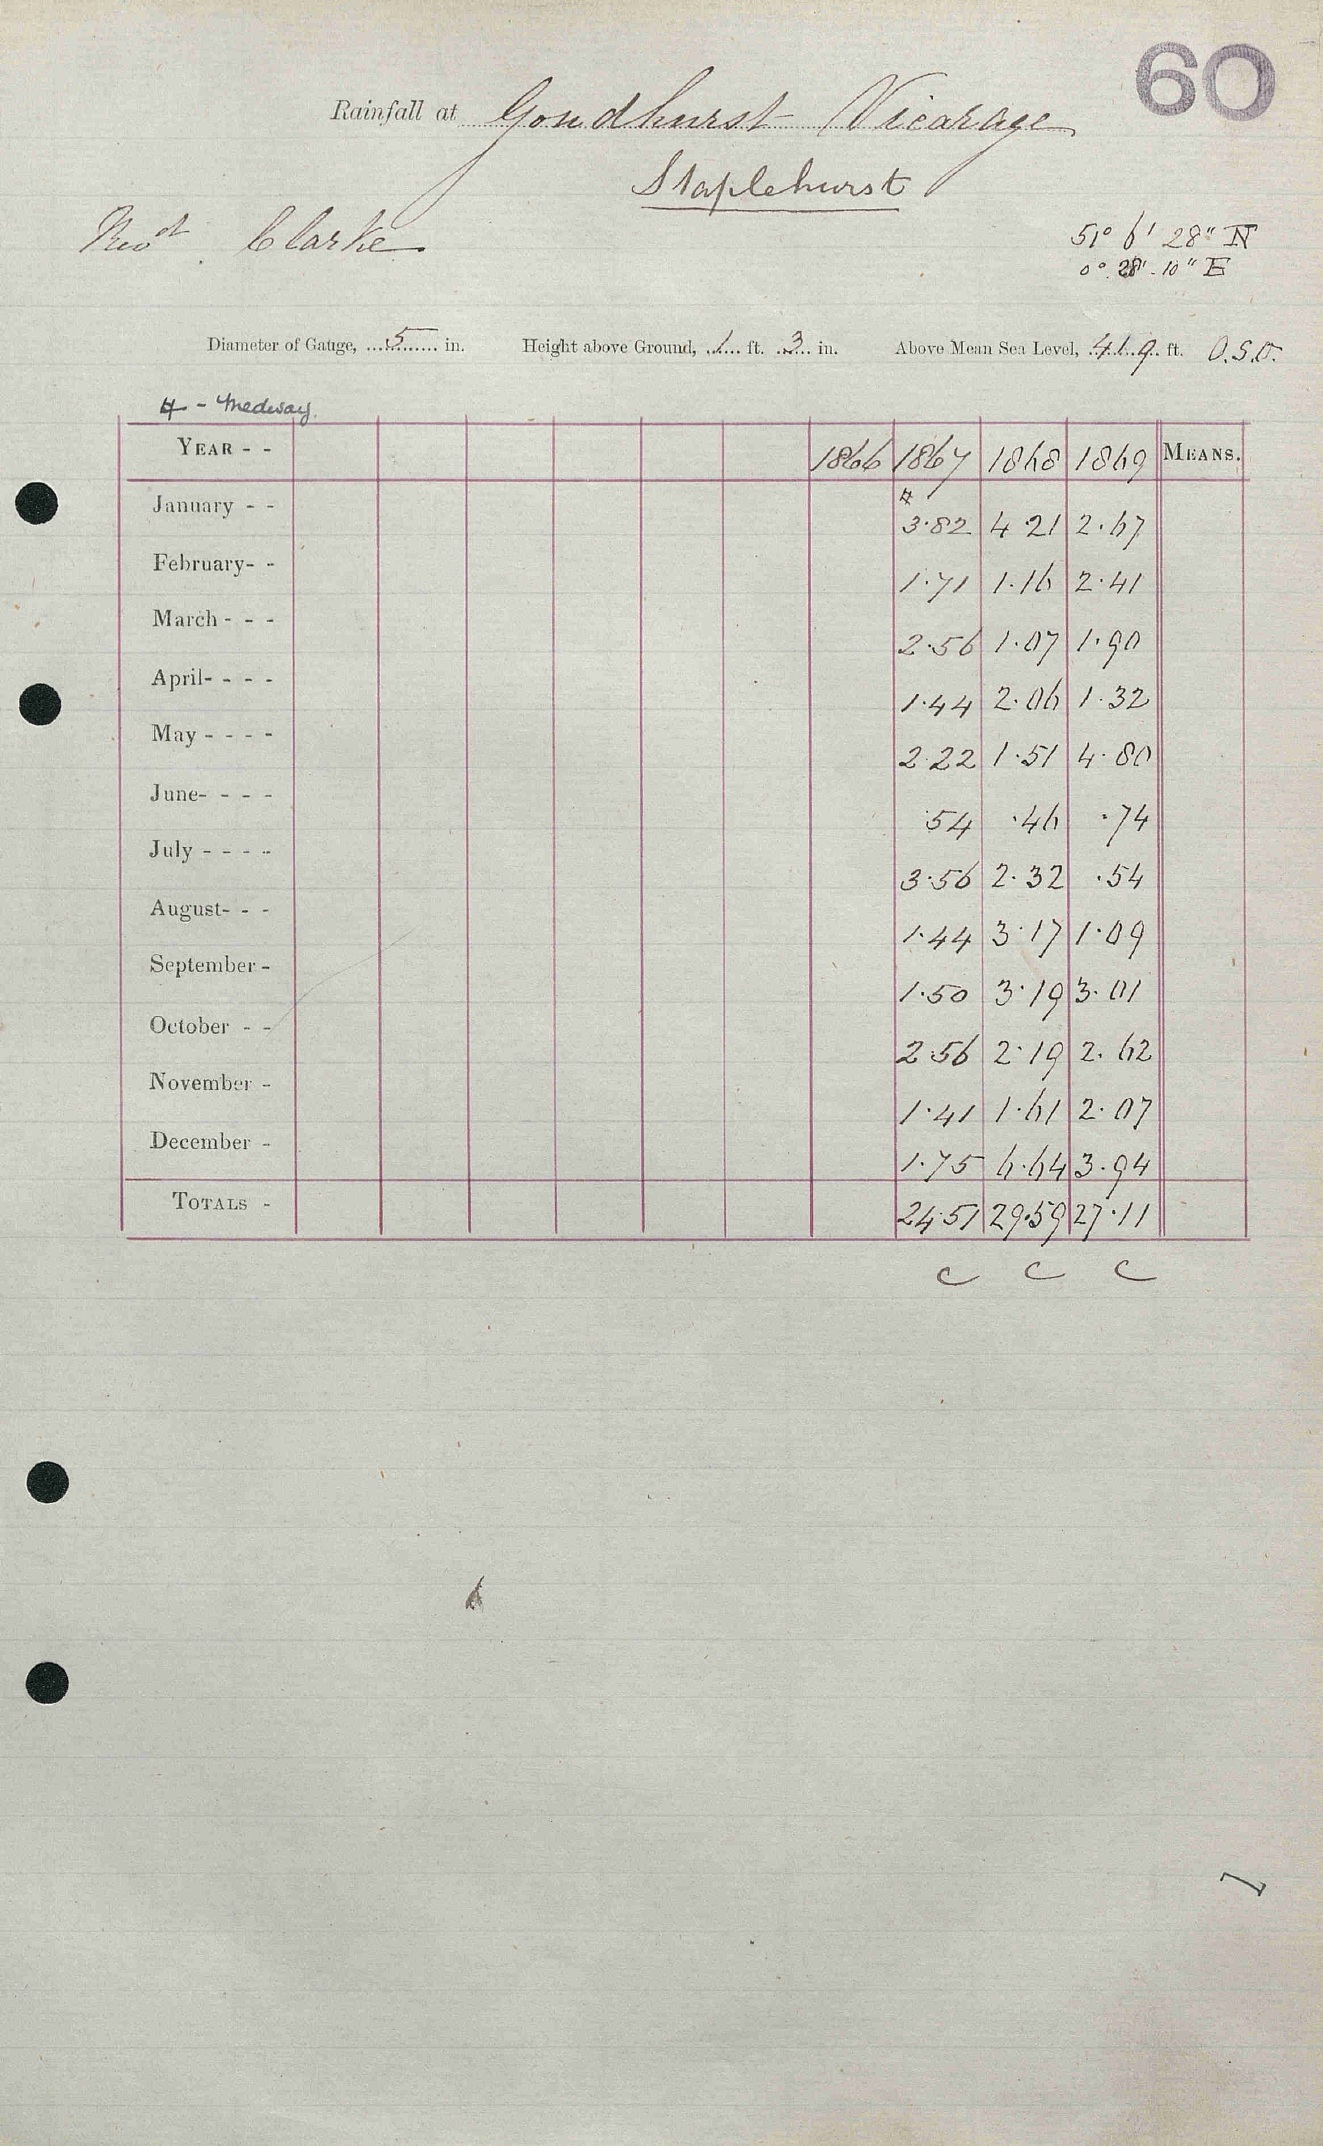 60
Rainfall at Goudhurst Vicarage
Staplehurst
Clarke
51° 6' 28" N
0° 28' 10" E
Diameter of Gauge, 5 in. Height above Ground, 1 ft. 3 in. Above Mean Sea Level, 419 ft. O.S.D.
# - Medway.
YEAR - - 1866 1867 1868 1869 MEANS.
#
January - - 3.82 4 21 2.67
February- - 1.71 1.16 2.41
March - - - 2.56 1.07 1.90
April- - - - 1.44 2.06 1.32
May - - - - 2.22 1.51 4.80
June- - - - .54 .46 .74
July - - - - 3.56 2.32 .54
August- - - 1.44 3.17 1.09
September - 1.50 3.19 3.01
October - - 2.56 2.19 2.62
November - 1.41 1.61 2.07
December - 1.75 6.64 3.94
TOTALS - 24.51 29.59 27.11
C C C